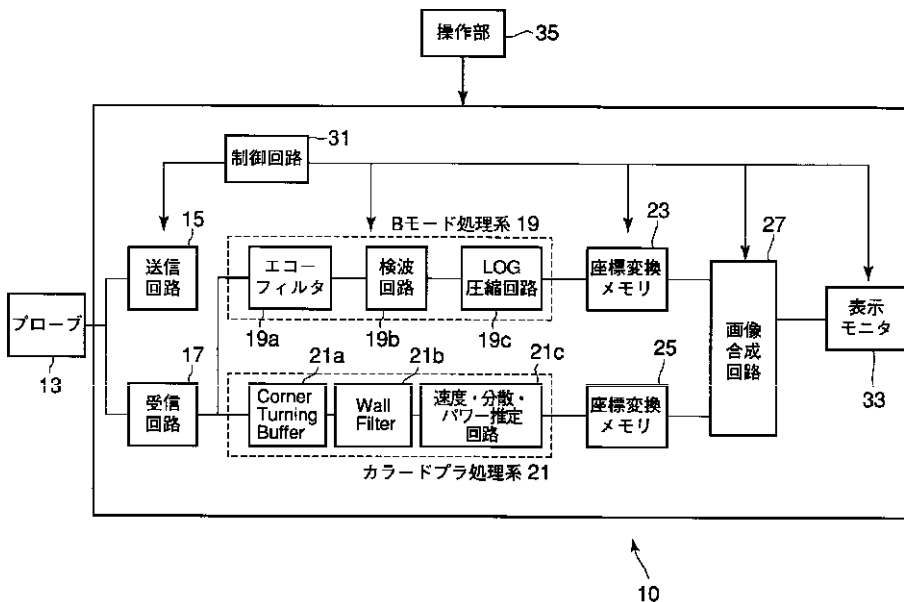 操作部
35
制御回路
31
Bモード処理系 19
15
送信
回路
エコー
フィルタ
19a
検波
回路
19b
LOG
圧縮回路
19c
23
座標変換
メモリ
27
画像
合成
回路
表示
モニタ
33
プローブ
13
17
受信
回路
21a
Corner
Turning
Buffer
21b
Wall
Filter
21c
速度・分散・
パワー推定
回路
カラードプラ処理系 21
25
座標変換
メモリ
10